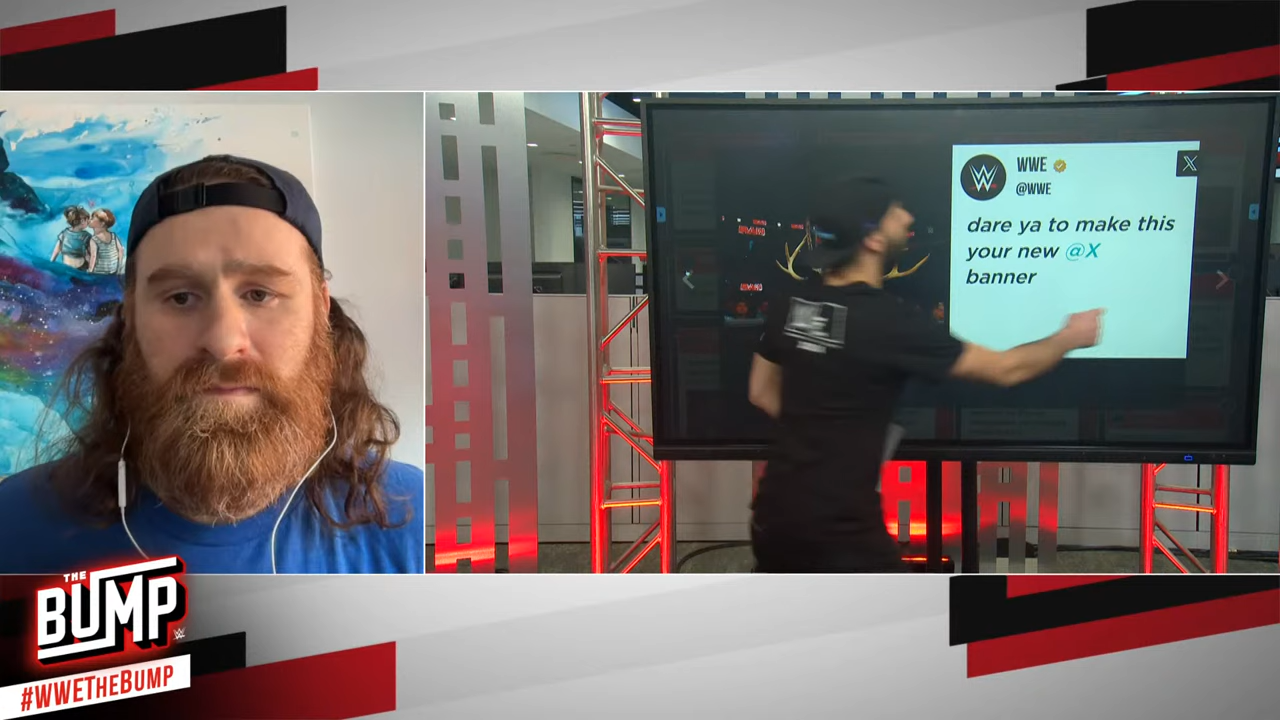 WWE
@WWE
dare ya to make this
your new @X
banner
THE
BUMP
#WWETHEBUMP